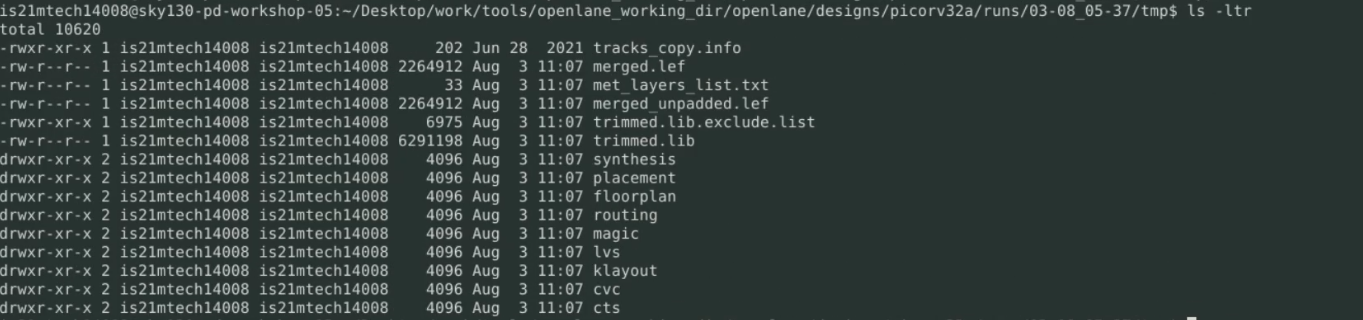 is21mtech14008@sky130-pd-workshop-05:~/Desktop/work/tools/openlane_working_dir/openlane/designs/picorv32a/runs/03-08_05-37/tmp$ ls -ltr
total 10620
-rwxr-xr-x 1 is21mtech14008 is21mtech14008     202 Jun 28  2021 tracks_copy.info
-rw-r--r-- 1 is21mtech14008 is21mtech14008 2264912 Aug  3 11:07 merged.lef
-rw-r--r-- 1 is21mtech14008 is21mtech14008      33 Aug  3 11:07 met_layers_list.txt
-rw-r--r-- 1 is21mtech14008 is21mtech14008 2264912 Aug  3 11:07 merged_unpadded.lef
-rwxr-xr-x 1 is21mtech14008 is21mtech14008    6975 Aug  3 11:07 trimmed.lib.exclude.list
-rw-r--r-- 1 is21mtech14008 is21mtech14008 6291198 Aug  3 11:07 trimmed.lib
drwxr-xr-x 2 is21mtech14008 is21mtech14008    4096 Aug  3 11:07 synthesis
drwxr-xr-x 2 is21mtech14008 is21mtech14008    4096 Aug  3 11:07 placement
drwxr-xr-x 2 is21mtech14008 is21mtech14008    4096 Aug  3 11:07 floorplan
drwxr-xr-x 2 is21mtech14008 is21mtech14008    4096 Aug  3 11:07 routing
drwxr-xr-x 2 is21mtech14008 is21mtech14008    4096 Aug  3 11:07 magic
drwxr-xr-x 2 is21mtech14008 is21mtech14008    4096 Aug  3 11:07 lvs
drwxr-xr-x 2 is21mtech14008 is21mtech14008    4096 Aug  3 11:07 klayout
drwxr-xr-x 2 is21mtech14008 is21mtech14008    4096 Aug  3 11:07 cvc
drwxr-xr-x 2 is21mtech14008 is21mtech14008    4096 Aug  3 11:07 cts